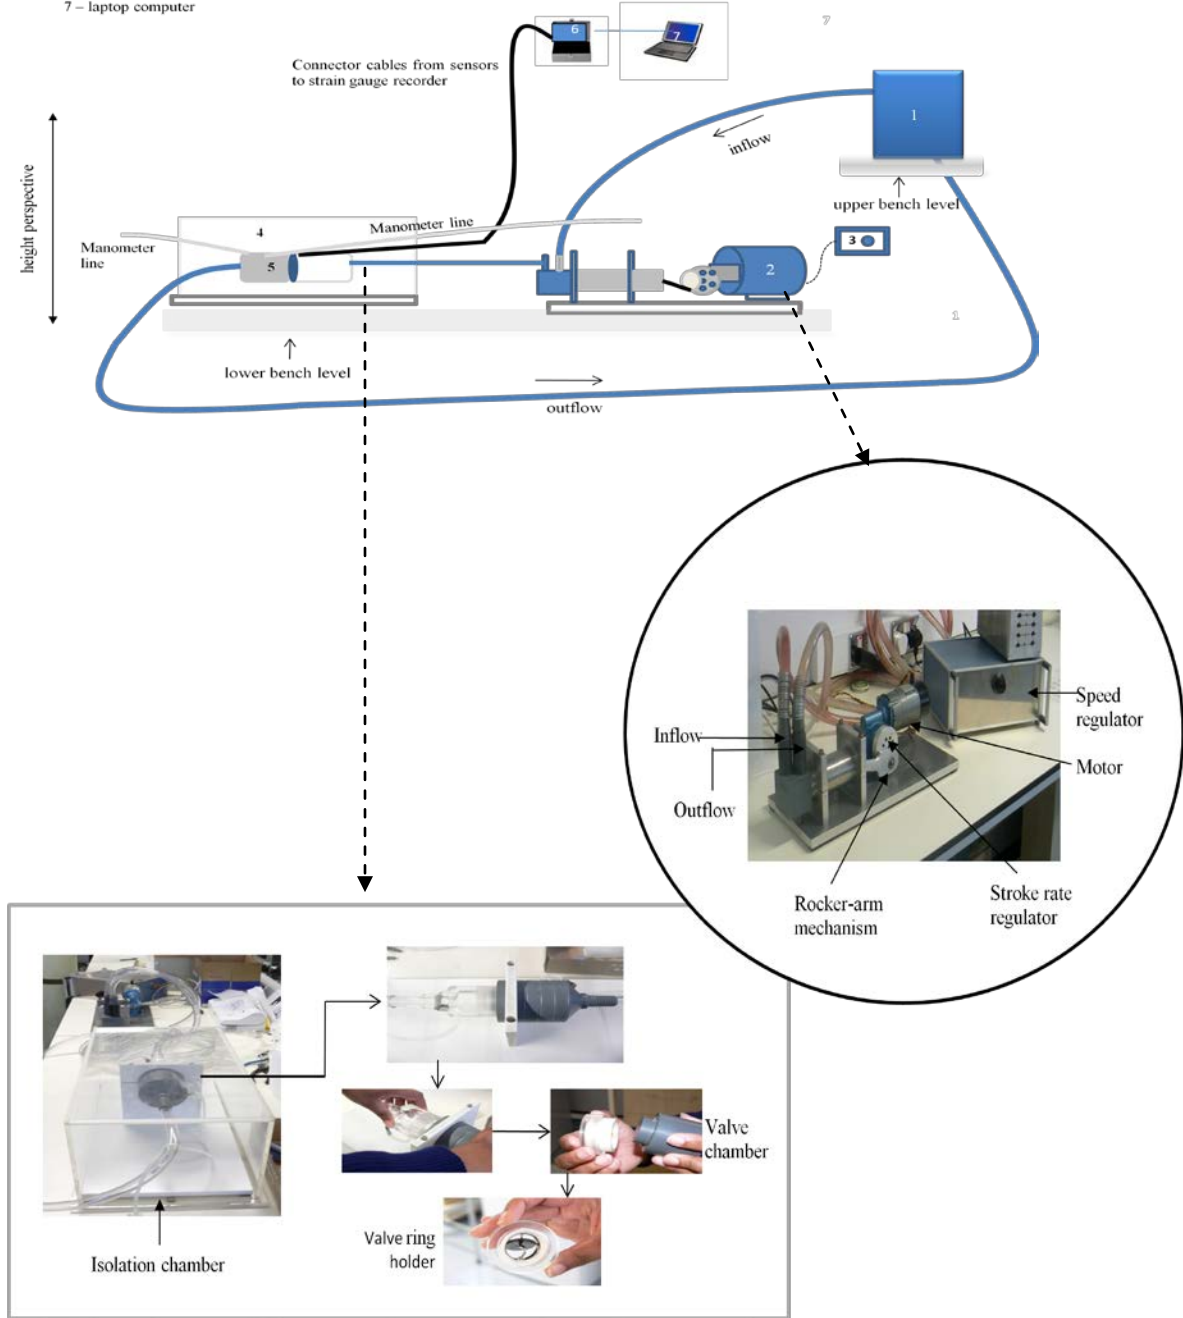 7 – laptop computer
6
7
7
Connector cables from sensors
to strain gauge recorder
1
inflow
height perspective
upper bench level
4
Manometer line
Manometer
line
3
5
2
1
lower bench level
outflow
Speed
regulator
Inflow
Motor
Outflow
Rocker-arm
mechanism
Stroke rate
regulator
Valve
chamber
Valve ring
holder
Isolation chamber